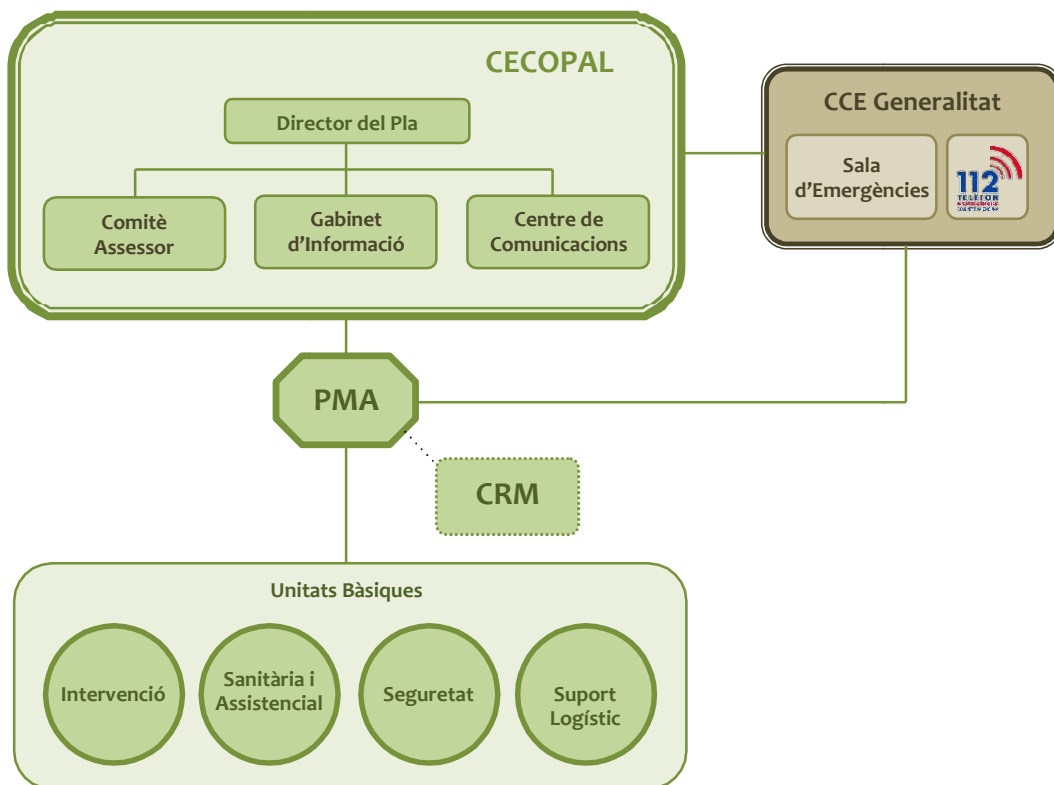 CECOPAL
Director del Pla
Comitè
Assessor
Gabinet
d’Informació
Centre de
Comunicacions
CCE Generalitat
Sala
d’Emergències
112
TELÈFON
PMA
CRM
Unitats Bàsiques
Intervenció
Sanitària i
Assistencial
Seguretat
Suport
Logístic